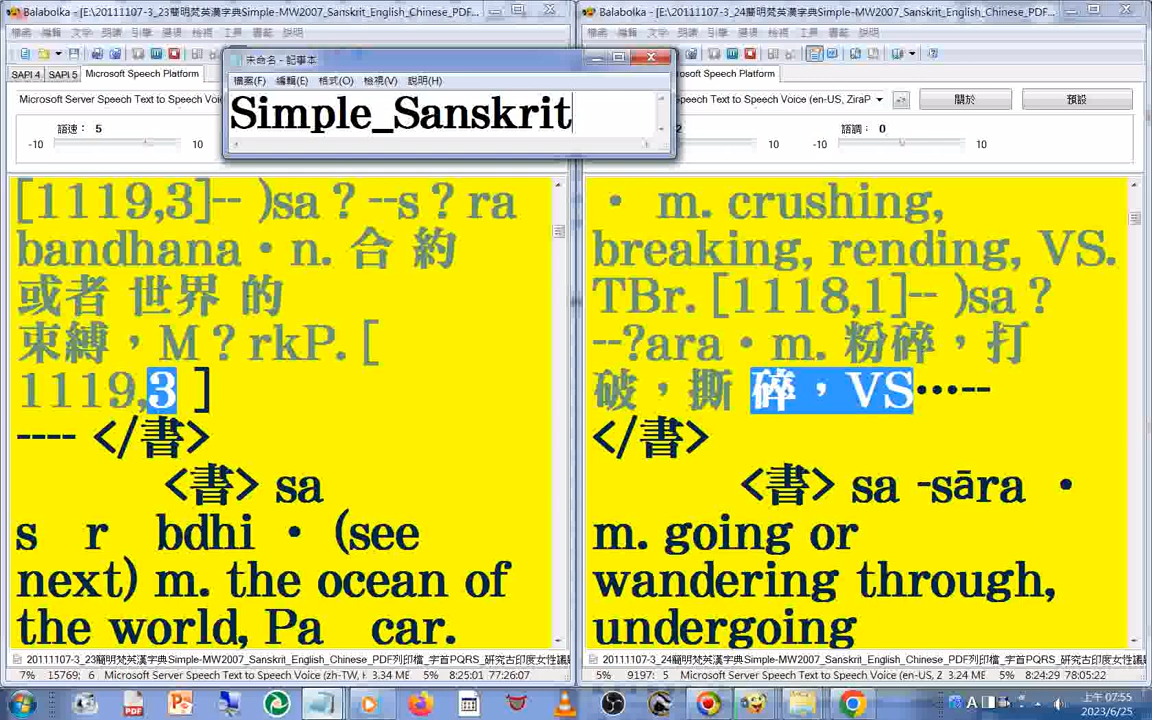 Balabolka - [E:\20111107-3_23簡明梵英漢字典Simple-MW2007_Sanskrit_English_Chinese_PDF...
Balabolka - [E:\20111107-3_24簡明梵英漢字典Simple-MW2007_Sanskrit_English_Chinese_PDF...
未命名 - 記事本
檔案(F) 編輯(E) 格式(O) 檢視(V) 說明(H)
Simple_Sanskrit
SAPI 4 SAPI 5 Microsoft Speech Platform
Speech Platform
Microsoft Server Speech Text to Speech Voi
Speech Text to Speech Voice (en-US, ZiraP
關於 預設
語速: 5
-10 10
語調: 0
10 -10 10
[1119,3]-- )sa ? --s ? ra
bandhana • n. 合 約
或者 世界 的
束縛，M ? rkP. [
1119,3 ]
---- </書>
<書> sa
s r bdhi • (see
next) m. the ocean of
the world, Pa car.
• m. crushing,
breaking, rending, VS.
TBr. [1118,1]-- )sa ?
--?ara • m. 粉碎，打
破，撕 碎，VS…--
</書>
<書> sa -sāra •
m. going or
wandering through,
undergoing
20111107-3_23簡明梵英漢字典Simple-MW2007_Sanskrit_English_Chinese_PDF列印檔_字首PQRS_研究古印度女性議
20111107-3_24簡明梵英漢字典Simple-MW2007_Sanskrit_English_Chinese_PDF列印檔_字首PQRS_研究古印度女性議
7% 15769: 6 Microsoft Server Speech Text to Speech Voice (zh-TW, H 3.34 ME 5% 8:25:01 77:26:07
5% 9197: 5 Microsoft Server Speech Text to Speech Voice (en-US, Z 3.24 ME 5% 8:24:29 78:05:22
上午 07:55
2023/6/25